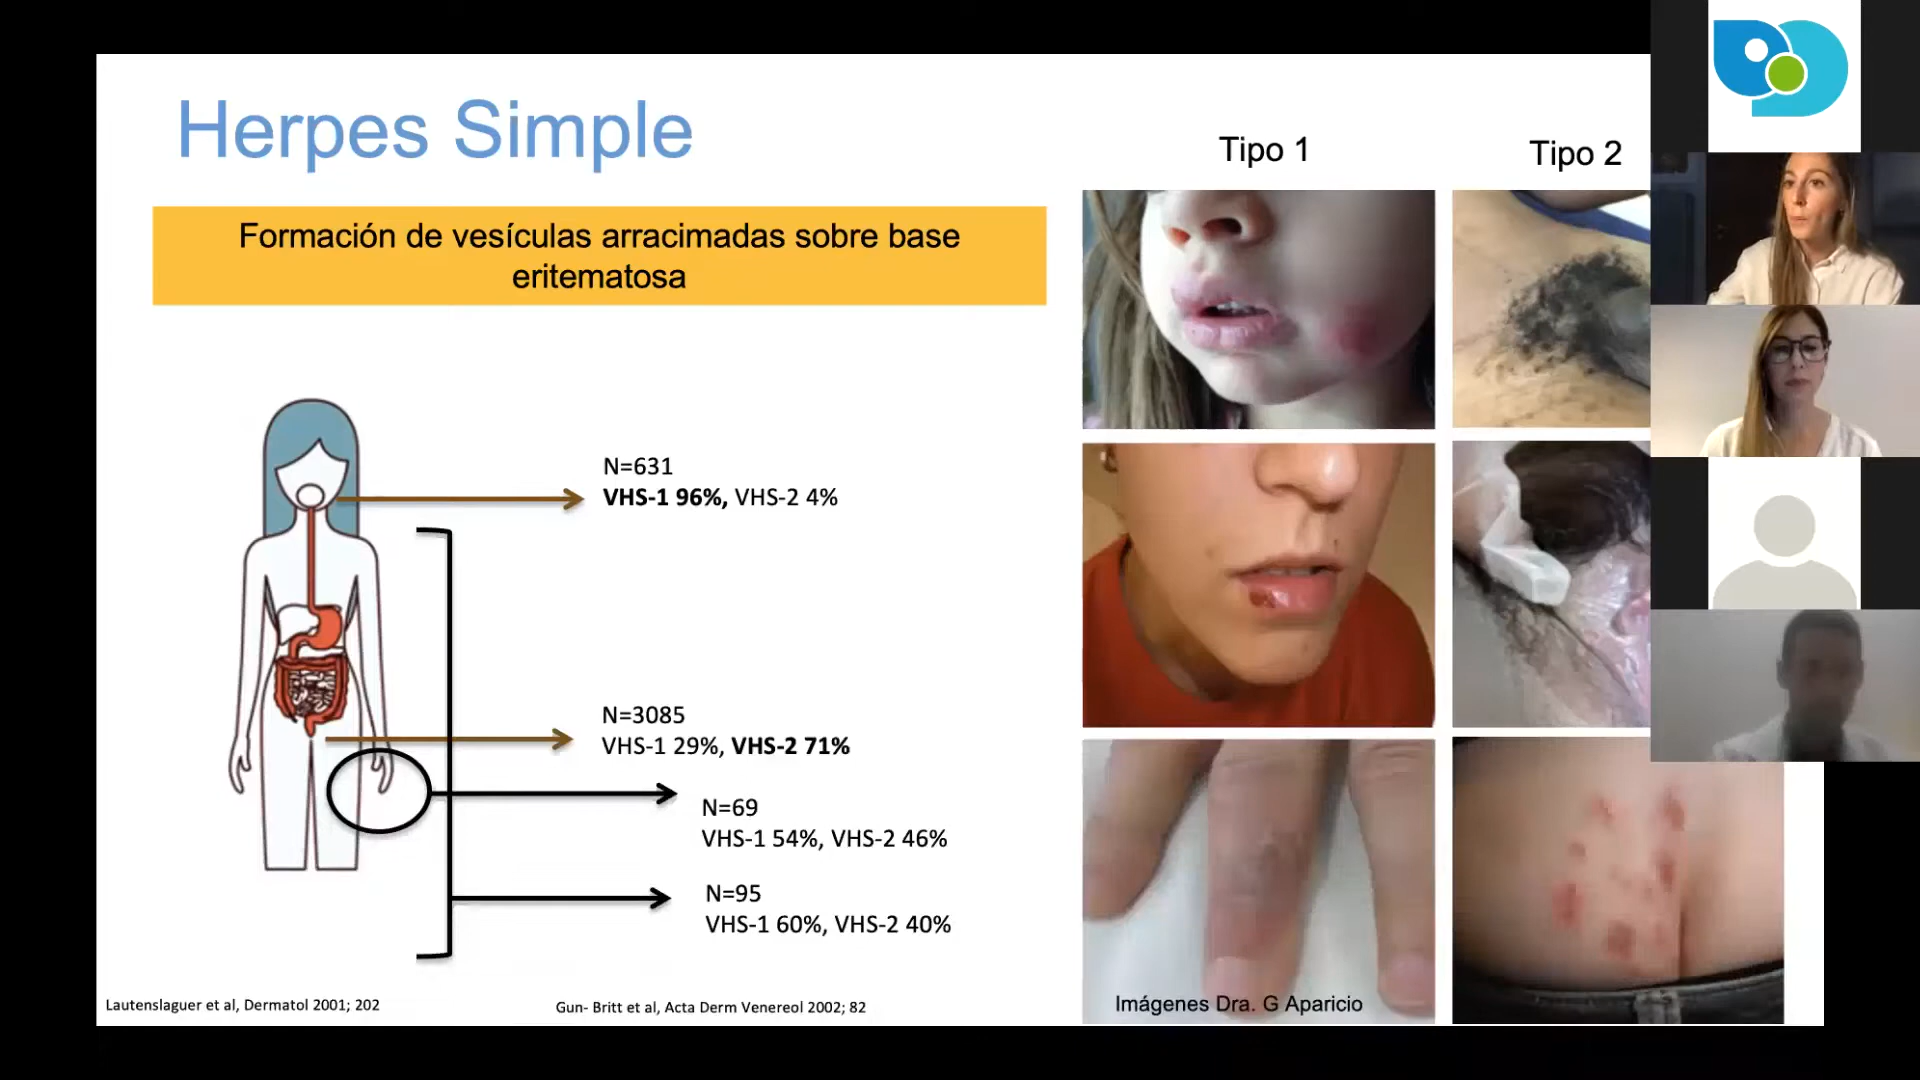 Herpes Simple
Formación de vesículas arracimadas sobre base
eritematosa
Tipo 1
Tipo 2
N=631
VHS-1 96%, VHS-2 4%
N=3085
VHS-1 29%, VHS-2 71%
N=69
VHS-1 54%, VHS-2 46%
N=95
VHS-1 60%, VHS-2 40%
Lautenslaguer et al, Dermatol 2001; 202
Gun- Britt et al, Acta Derm Venereol 2002; 82
Imágenes Dra. G Aparicio